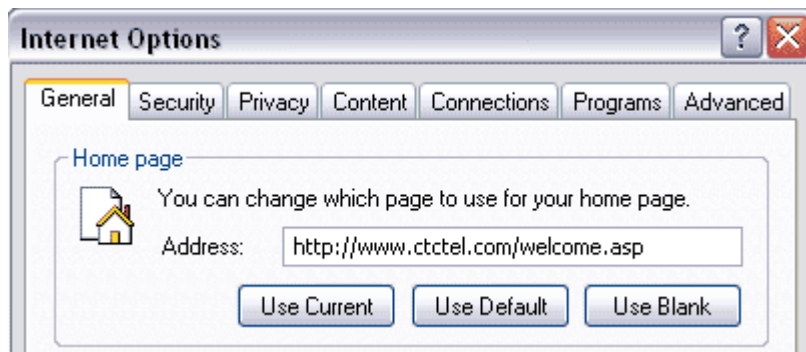 Internet Options
?
General Security Privacy Content Connections Programs Advanced
Home page
You can change which page to use for your home page.
Address: http://www.ctctel.com/welcome.asp
Use Current Use Default Use Blank